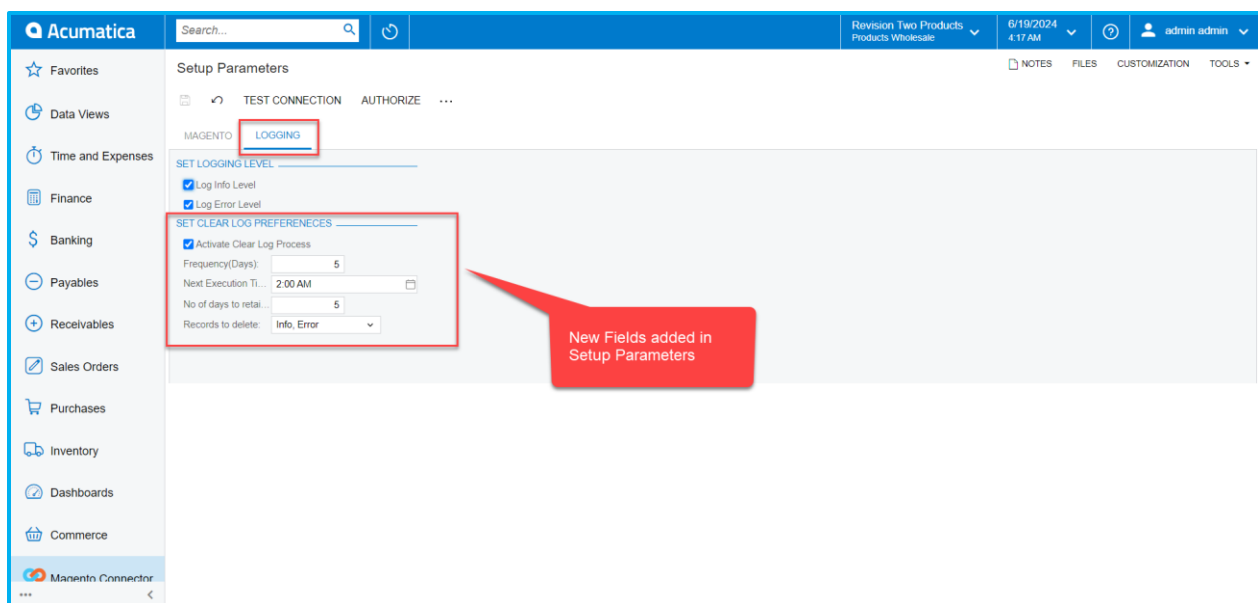 Acumatica
Search...
Revision Two Products
Products Wholesale
6/19/2024
4:17 AM
admin admin
Favorites
Data Views
Time and Expenses
Finance
Banking
Payables
Receivables
Sales Orders
Purchases
Inventory
Dashboards
Commerce
Magento Connector
Setup Parameters
NOTES FILES CUSTOMIZATION TOOLS
TEST CONNECTION AUTHORIZE ...
MAGENTO LOGGING
SET LOGGING LEVEL
Log Info Level
Log Error Level
SET CLEAR LOG PREFERENECES
Activate Clear Log Process
Frequency(Days): 5
Next Execution Ti... 2:00 AM
No of days to retai... 5
Records to delete: Info, Error
New Fields added in
Setup Parameters